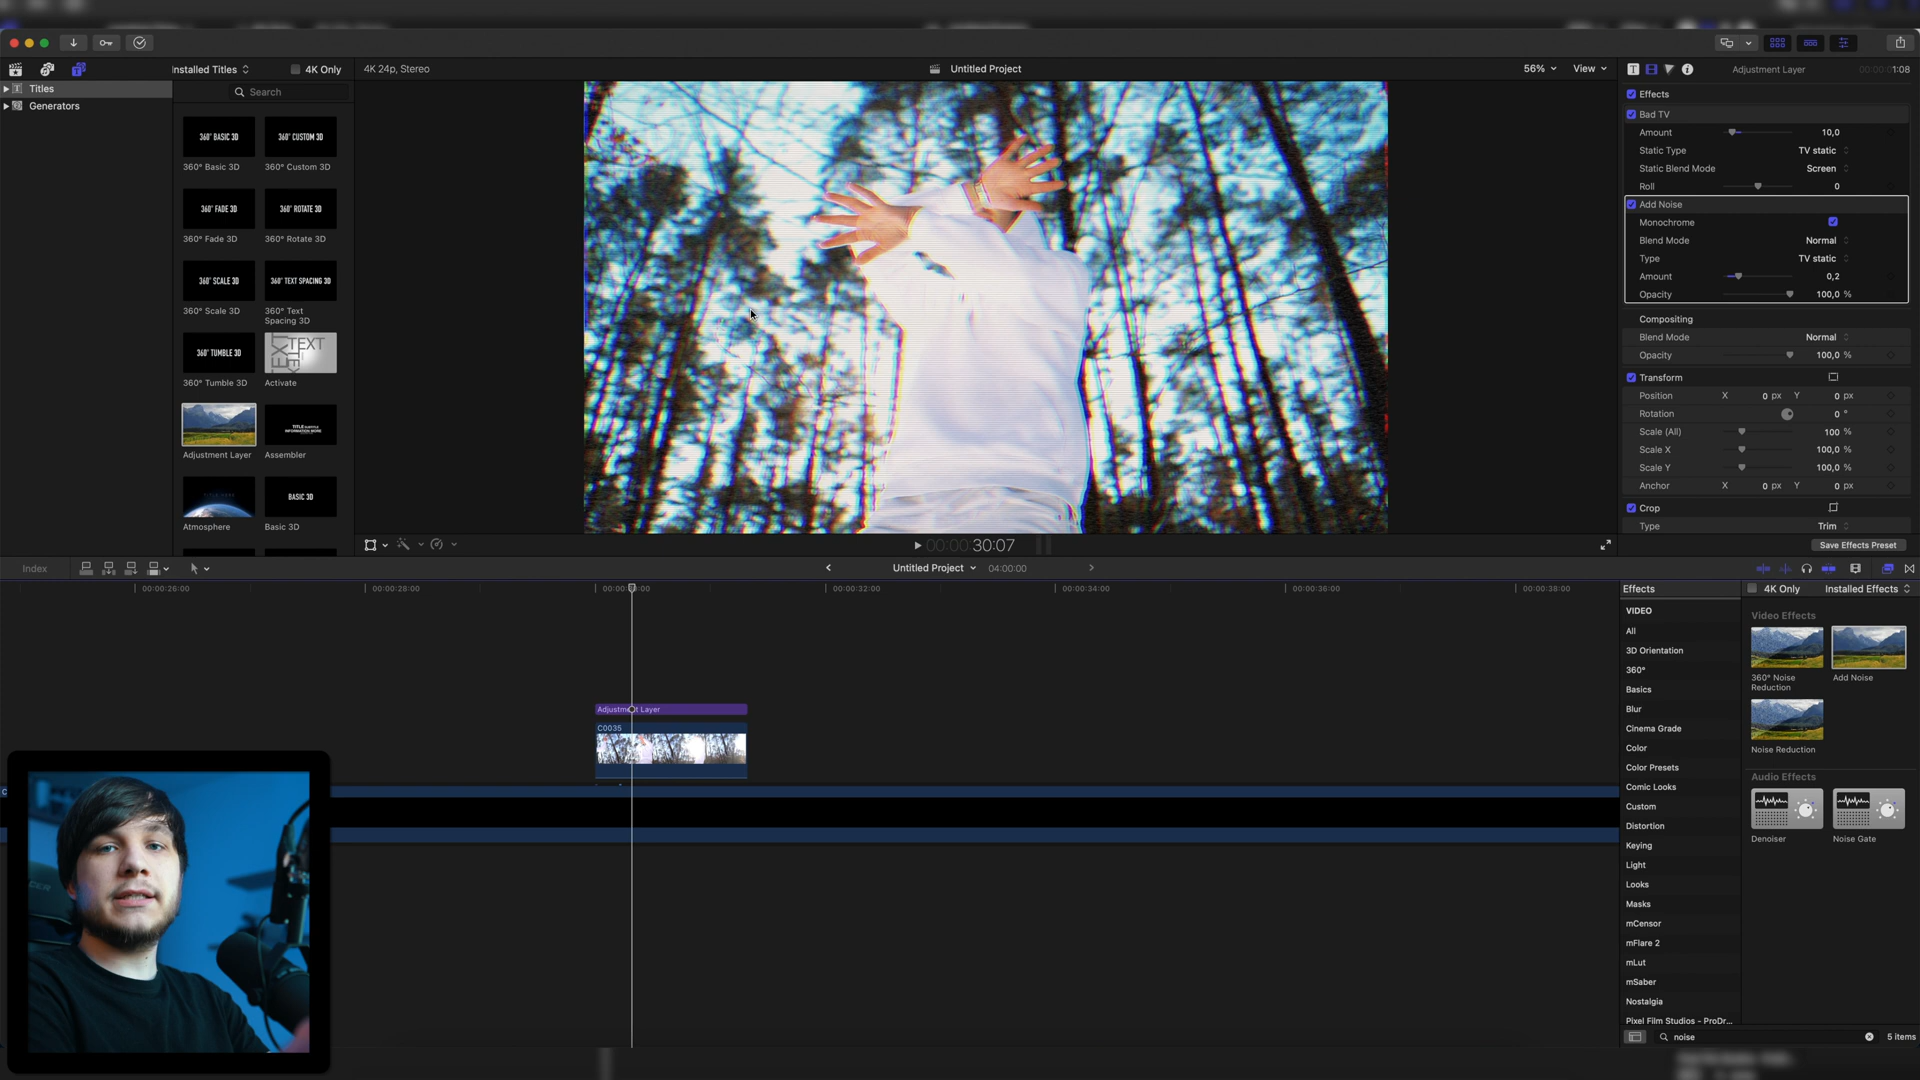 Installed Titles
4K Only
4K 24p, Stereo
Untitled Project
56%
View
Adjustment Layer
1:08
Titles
Generators
Search
360° BASIC 3D
360° CUSTOM 3D
360° Basic 3D
360° Custom 3D
360° FADE 3D
360° ROTATE 3D
360° Fade 3D
360° Rotate 3D
360° SCALE 3D
360° TEXT SPACING 3D
360° Scale 3D
360° Text
Spacing 3D
360° TUMBLE 3D
TEXT
TEXT
360° Tumble 3D
Activate
Adjustment Layer
Assembler
BASIC 3D
Atmosphere
Basic 3D
Effects
Bad TV
Amount 10,0
Static Type TV static
Static Blend Mode Screen
Roll 0
Add Noise
Monochrome
Blend Mode Normal
Type TV static
Amount 0,2
Opacity 100,0 %
Compositing
Blend Mode Normal
Opacity 100,0 %
Transform
Position X 0 px Y 0 px
Rotation 0 °
Scale (All) 100 %
Scale X 100,0 %
Scale Y 100,0 %
Anchor X 0 px Y 0 px
Crop
Type Trim
Save Effects Preset
00:00:30:07
Index
Untitled Project
04:00:00
00:00:26:00
00:00:28:00
00:00:32:00
00:00:34:00
00:00:36:00
00:00:38:00
Adjustment Layer
C0035
Effects
4K Only
Installed Effects
VIDEO
All
3D Orientation
360°
Basics
Blur
Cinema Grade
Color
Color Presets
Comic Looks
Custom
Distortion
Keying
Light
Looks
Masks
mCensor
mFlare 2
mLut
mSaber
Nostalgia
Pixel Film Studios - ProDr...
Video Effects
360° Noise
Reduction
Add Noise
Noise Reduction
Audio Effects
Denoiser
Noise Gate
noise
5 items